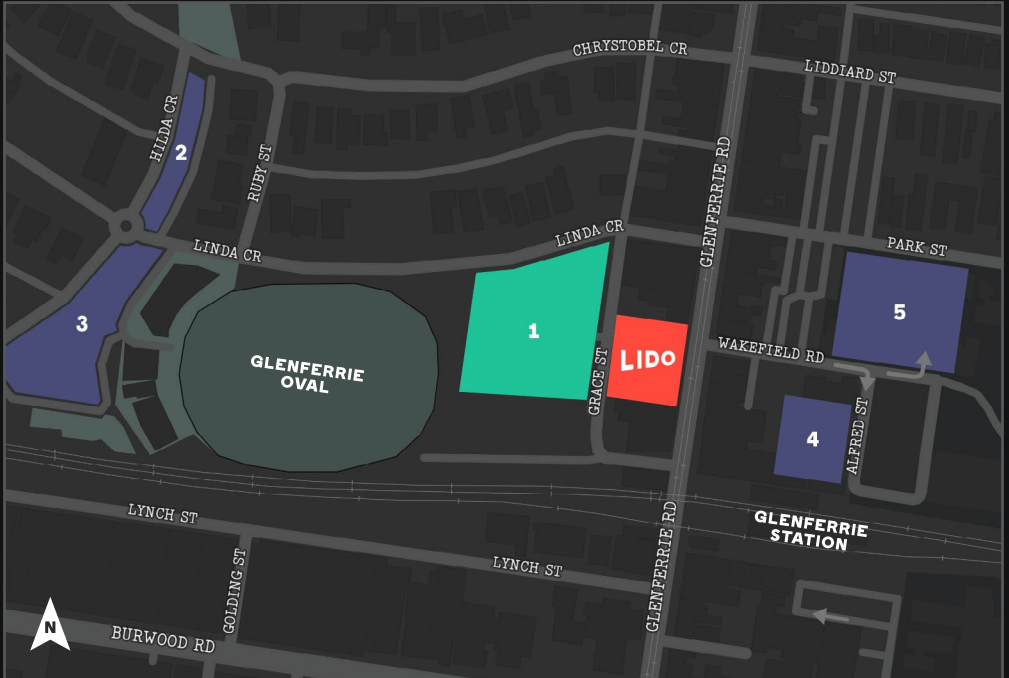 CHRYSTOBEL CR
LIDDIARD ST
HILDA CR
2
RUBY ST
GLENFERRIE RD
LINDA CR
LINDA CR
PARK ST
5
3
1
GRACE ST
LIDO
WAKEFIELD RD
GLENFERRIE
OVAL
4
ALFRED ST
LYNCH ST
GLENFERRIE
STATION
GLENFERRIE RD
LYNCH ST
GOLDING ST
N
BURWOOD RD